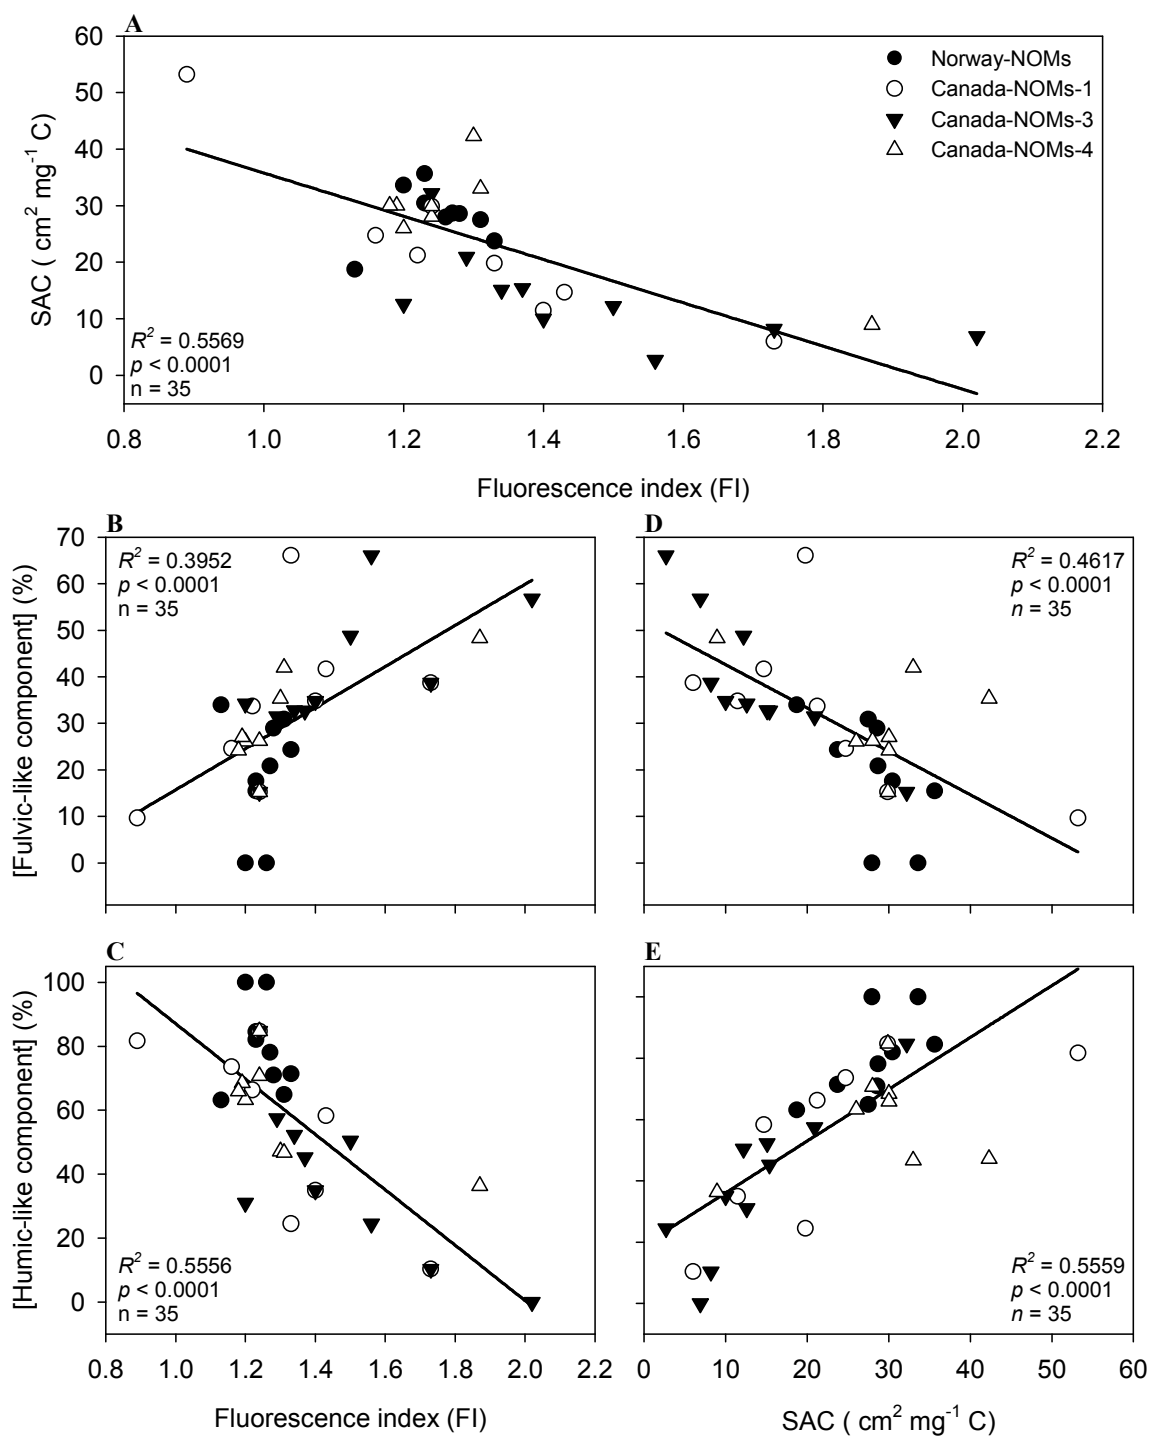 A
60
50
40
30
20
10
0
SAC ( cm² mg⁻¹ C)
Norway-NOMs
Canada-NOMs-1
Canada-NOMs-3
Canada-NOMs-4
R² = 0.5569
p < 0.0001
n = 35
0.8 1.0 1.2 1.4 1.6 1.8 2.0 2.2
Fluorescence index (FI)
B
70
60
50
40
30
20
10
0
[Fulvic-like component] (%)
R² = 0.3952
p < 0.0001
n = 35
D
R² = 0.4617
p < 0.0001
n = 35
C
100
80
60
40
20
0
[Humic-like component] (%)
R² = 0.5556
p < 0.0001
n = 35
0.8 1.0 1.2 1.4 1.6 1.8 2.0 2.2
Fluorescence index (FI)
E
R² = 0.5559
p < 0.0001
n = 35
0 10 20 30 40 50 60
SAC ( cm² mg⁻¹ C)